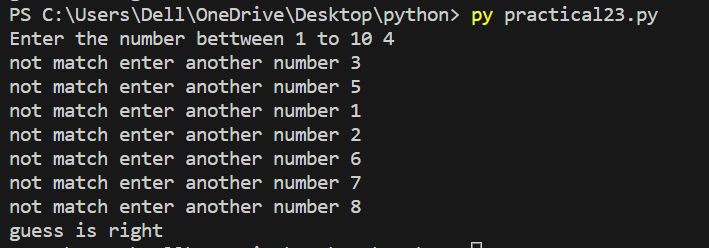 PS C:\Users\Dell\OneDrive\Desktop\python> py practical23.py
Enter the number bettween 1 to 10 4
not match enter another number 3
not match enter another number 5
not match enter another number 1
not match enter another number 2
not match enter another number 6
not match enter another number 7
not match enter another number 8
guess is right